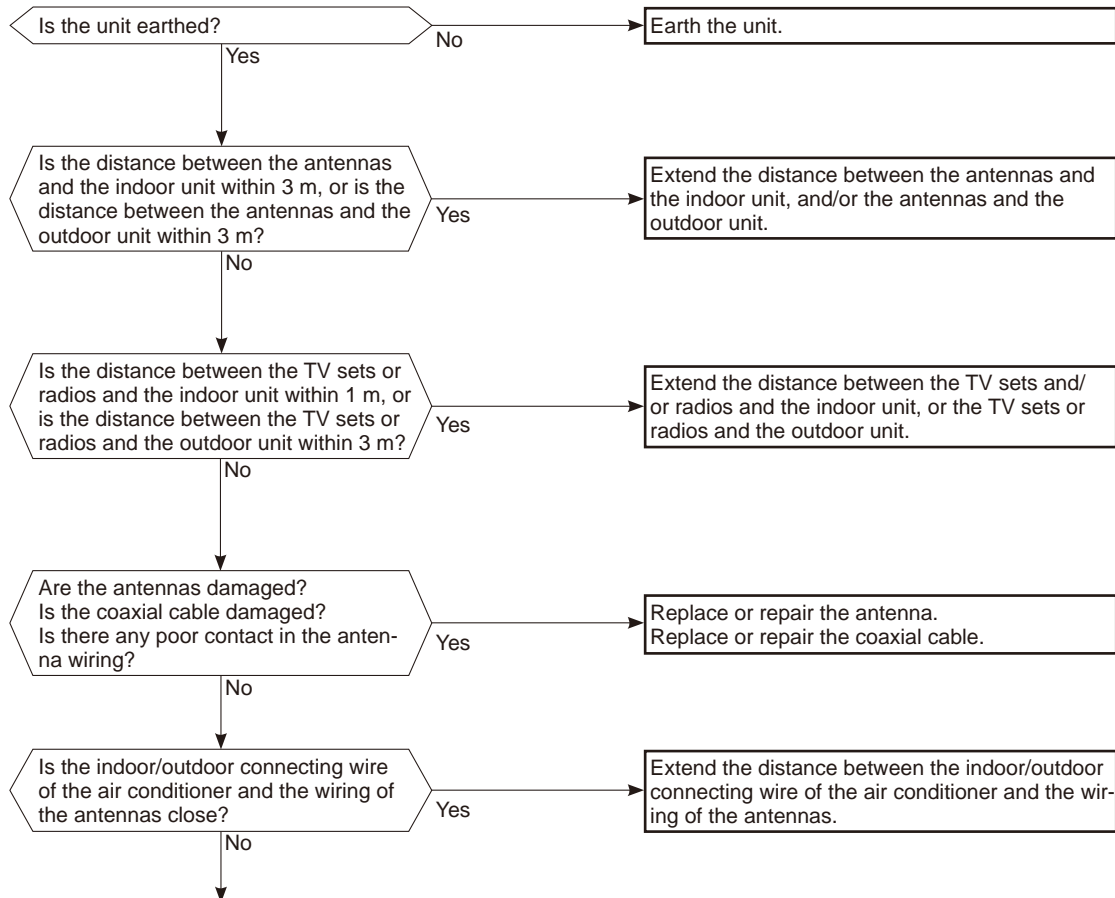 Is the unit earthed?
No
Earth the unit.
Yes
Is the distance between the antennas
and the indoor unit within 3 m, or is the
distance between the antennas and the
outdoor unit within 3 m?
Yes
Extend the distance between the antennas and
the indoor unit, and/or the antennas and the
outdoor unit.
No
Is the distance between the TV sets or
radios and the indoor unit within 1 m, or
is the distance between the TV sets or
radios and the outdoor unit within 3 m?
Yes
Extend the distance between the TV sets and/
or radios and the indoor unit, or the TV sets or
radios and the outdoor unit.
No
Are the antennas damaged?
Is the coaxial cable damaged?
Is there any poor contact in the anten-
na wiring?
Yes
Replace or repair the antenna.
Replace or repair the coaxial cable.
No
Is the indoor/outdoor connecting wire
of the air conditioner and the wiring of
the antennas close?
Yes
Extend the distance between the indoor/outdoor
connecting wire of the air conditioner and the wir-
ing of the antennas.
No